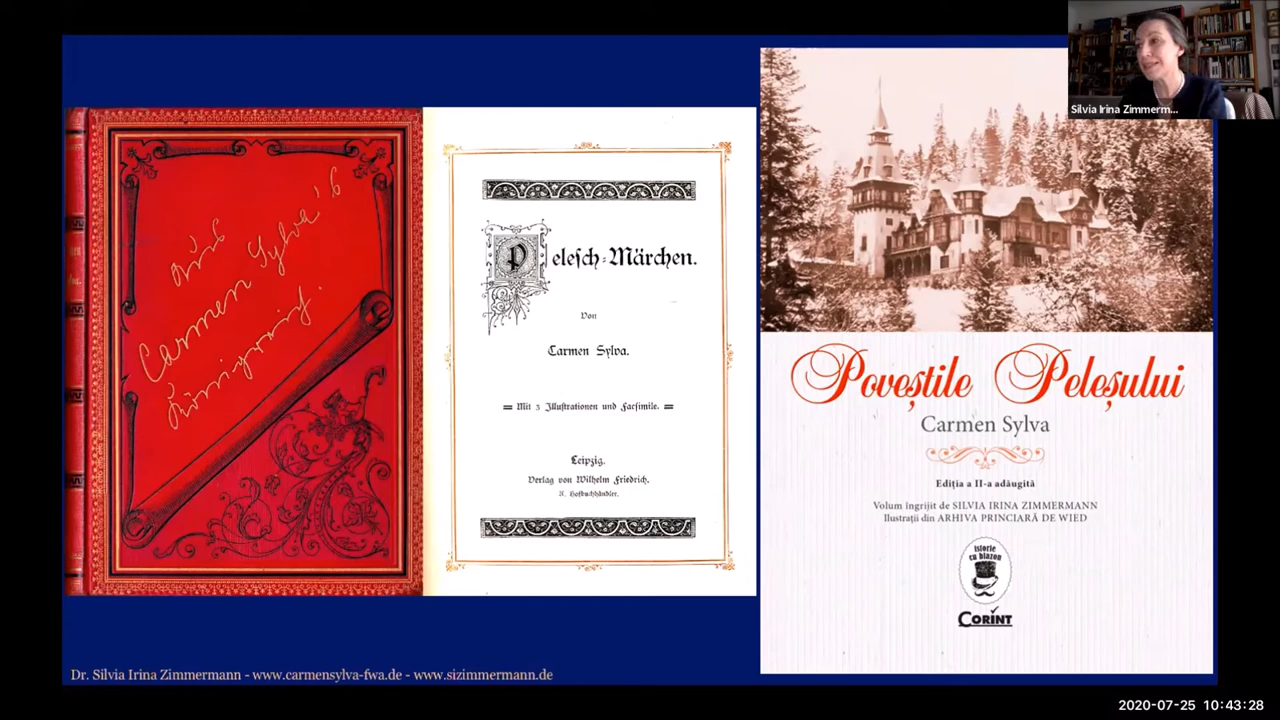 aus
Carmen Sylva's
Königreich.
Pelesch=Märchen.
Von
Carmen Sylva.
Mit 3 Illustrationen und Facsimile.
Leipzig.
Verlag von Wilhelm Friedrich,
K. Hofbuchhändler.
Silvia Irina Zimmerm...
Poveștile Peleșului
Carmen Sylva
Ediția a II-a adăugită
Volum îngrijit de SILVIA IRINA ZIMMERMANN
Ilustrații din ARHIVA PRINCIARĂ DE WIED
istorie
cu blazon
CORINT
Dr. Silvia Irina Zimmermann - www.carmensylva-fwa.de - www.sizimmermann.de
2020-07-25 10:43:28